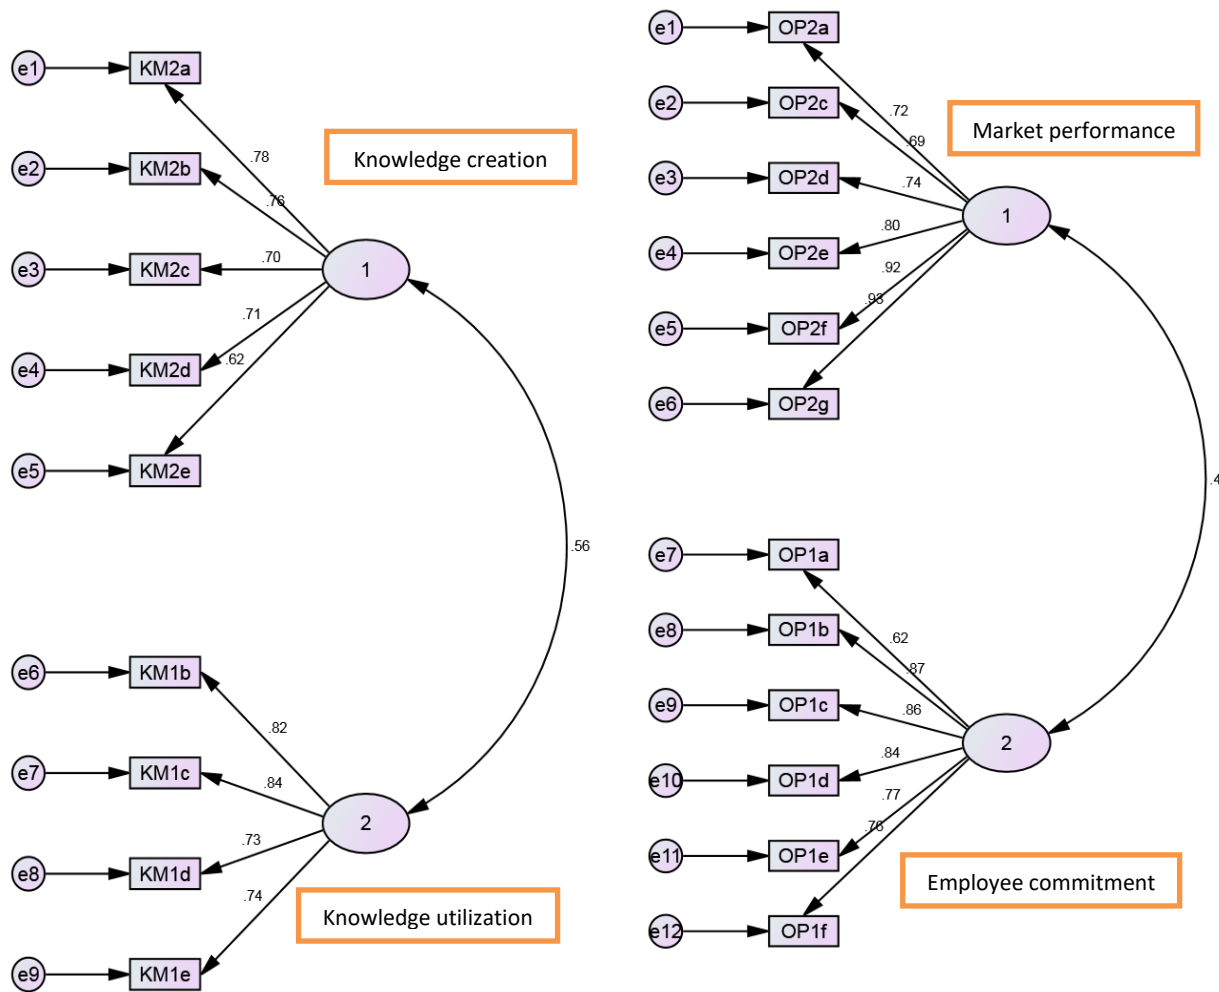 e1
KM2a
.78
Knowledge creation
e2
KM2b
.76
e3
KM2c
.70
1
e4
KM2d
.71
.62
e5
KM2e
.56
e6
KM1b
.82
e7
KM1c
.84
2
e8
KM1d
.73
.74
Knowledge utilization
e9
KM1e
e1
OP2a
.72
Market performance
e2
OP2c
.69
e3
OP2d
.74
1
e4
OP2e
.80
.92
e5
OP2f
.93
e6
OP2g
.4
e7
OP1a
.62
e8
OP1b
.87
e9
OP1c
.86
2
e10
OP1d
.84
.77
.76
e11
OP1e
Employee commitment
e12
OP1f